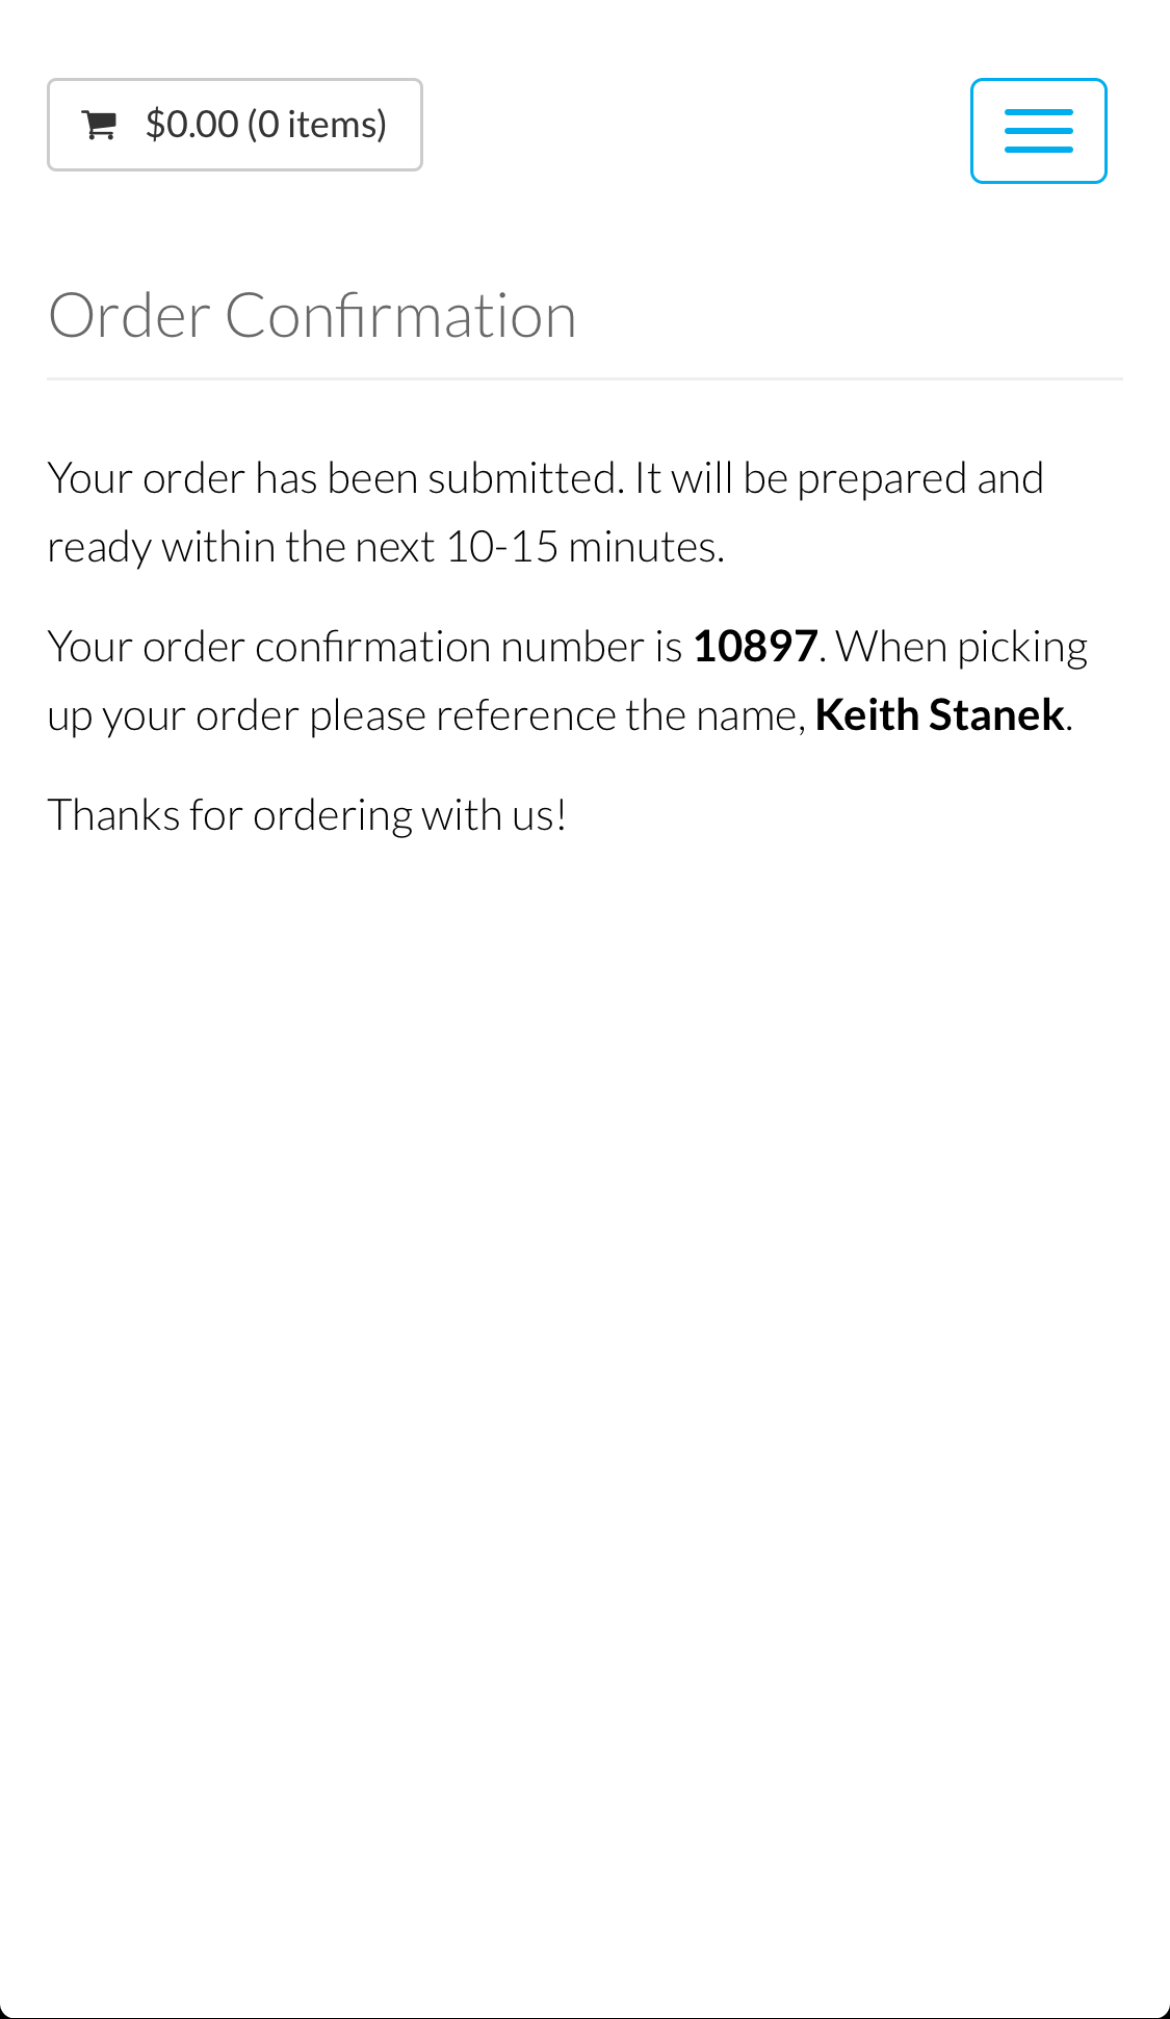 $0.00 (0 items)
Order Confirmation
Your order has been submitted. It will be prepared and
ready within the next 10-15 minutes.
Your order confirmation number is 10897. When picking
up your order please reference the name, Keith Stanek.
Thanks for ordering with us!